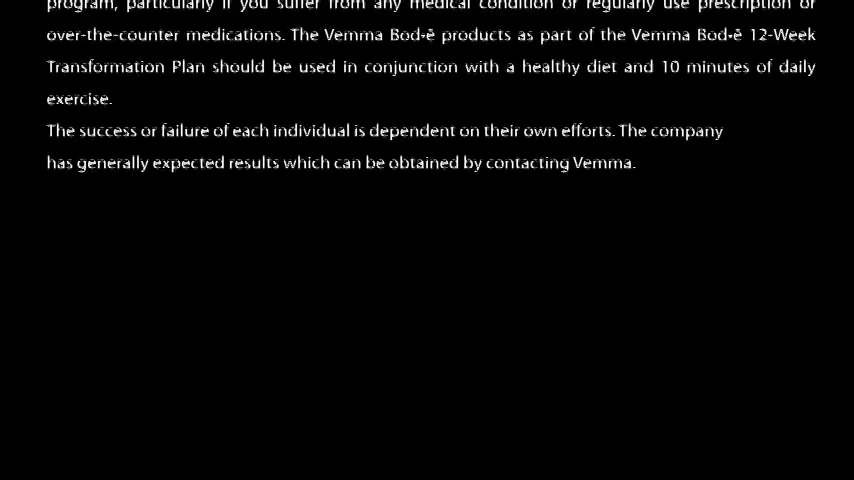 program, particularly if you suffer from any medical condition or regularly use prescription or
over-the-counter medications. The Vemma Bod•ē products as part of the Vemma Bod•ē 12-Week
Transformation Plan should be used in conjunction with a healthy diet and 10 minutes of daily
exercise.
The success or failure of each individual is dependent on their own efforts. The company
has generally expected results which can be obtained by contacting Vemma.